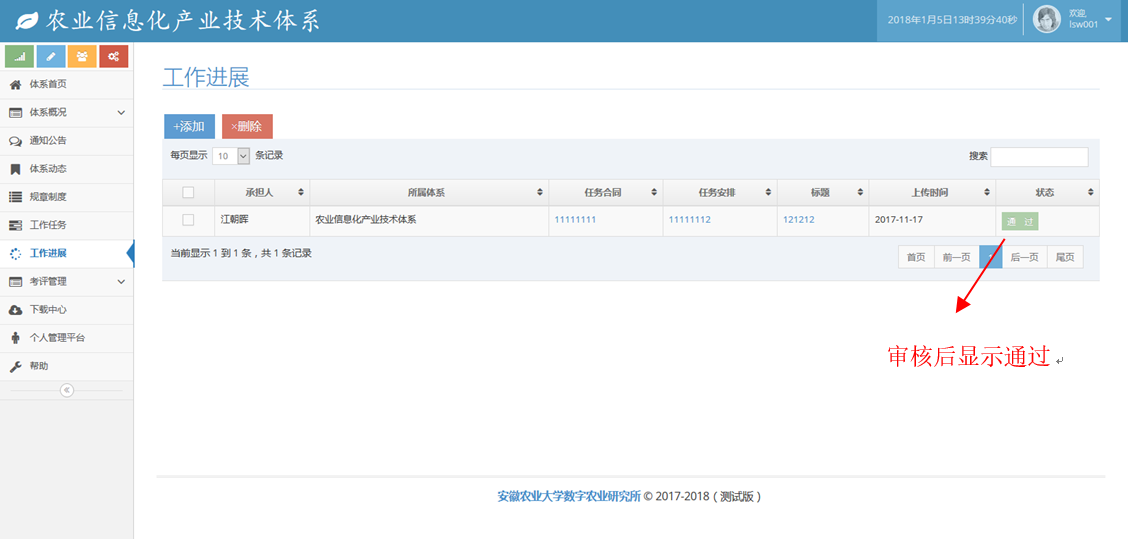 农业信息化产业技术体系
2018年1月5日13时39分40秒
欢迎,
lsw001
体系首页
体系概况
通知公告
体系动态
规章制度
工作任务
工作进展
考评管理
下载中心
个人管理平台
帮助
工作进展
+添加 ×删除
每页显示 10 条记录 搜素
承担人 所属体系 任务合同 任务安排 标题 上传时间 状态
江朝晖 农业信息化产业技术体系 11111111 11111112 121212 2017-11-17 通 过
当前显示 1 到 1 条，共 1 条记录
首页 前一页 1 后一页 尾页
审核后显示通过
安徽农业大学数字农业研究所 © 2017-2018（测试版）